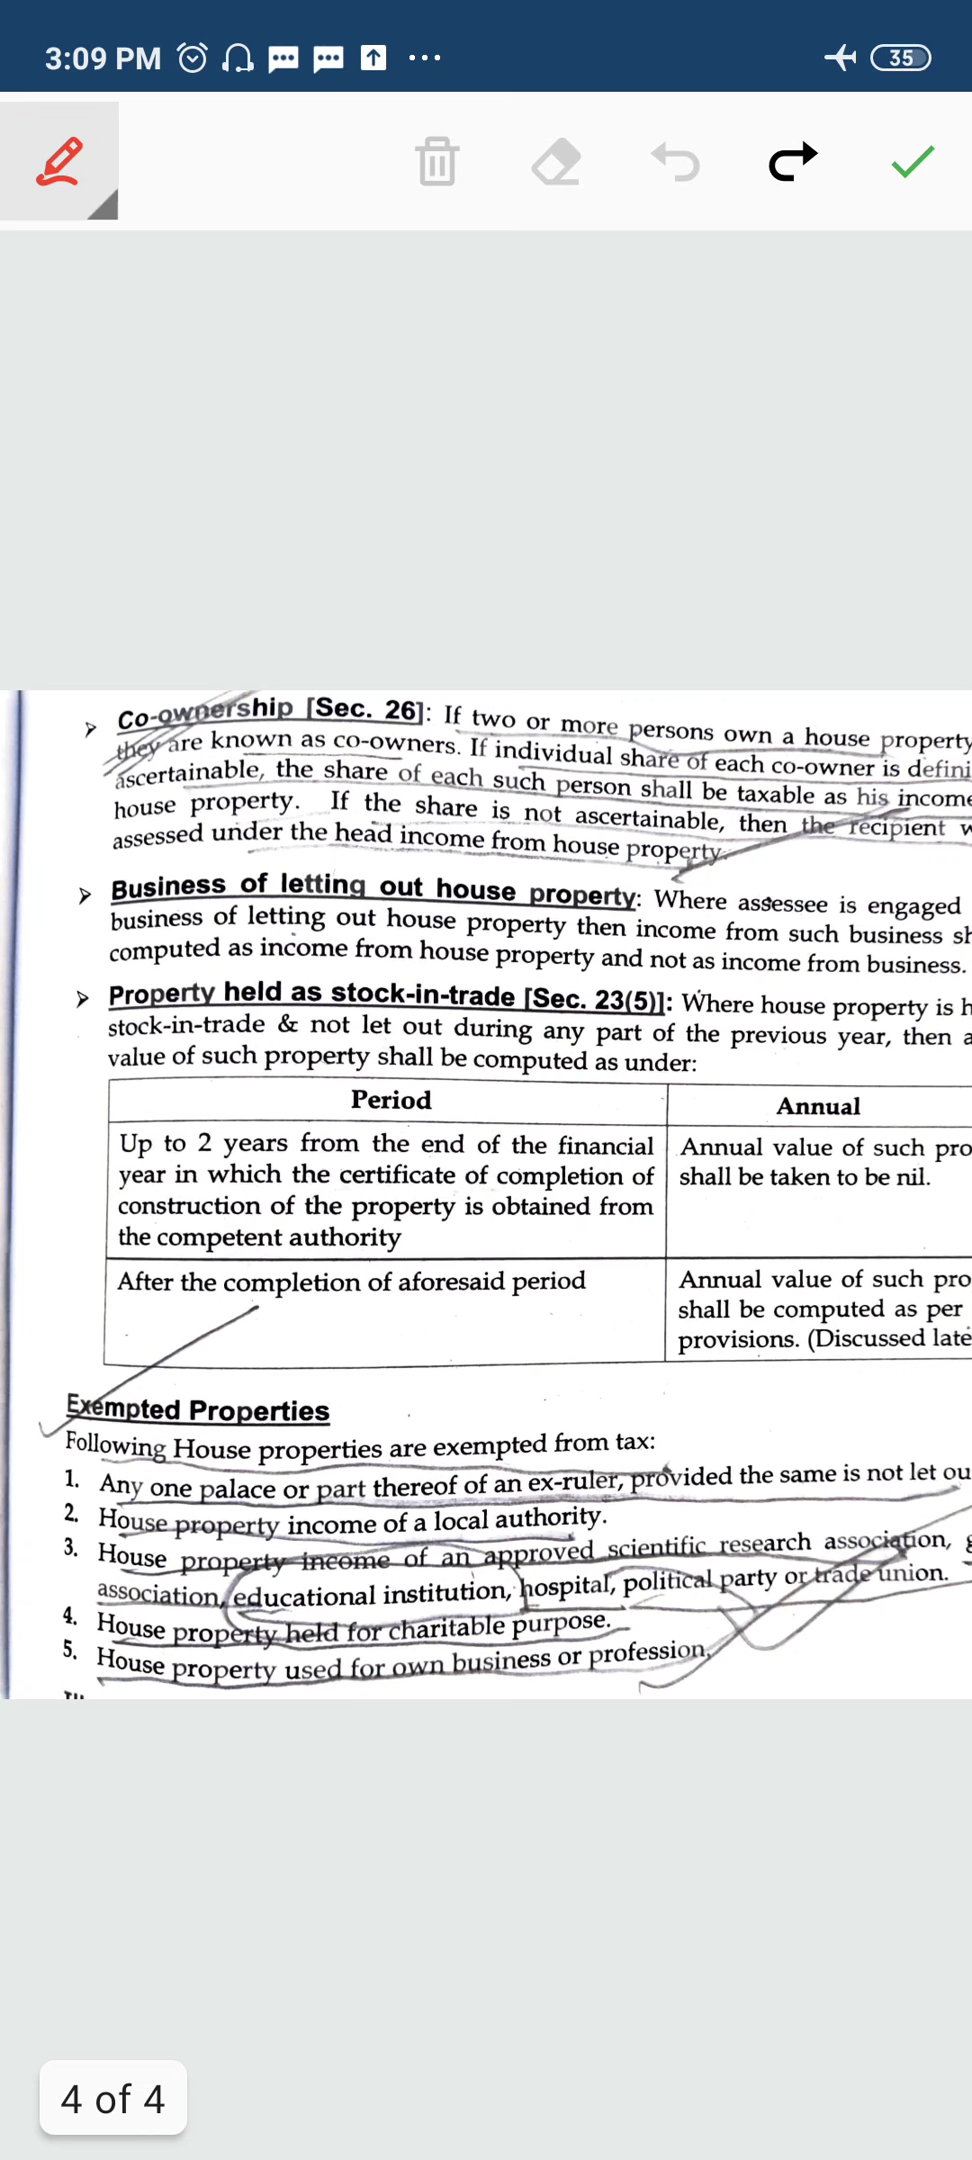 3:09 PM
35
Co-ownership [Sec. 26]: If two or more persons own a house property
they are known as co-owners. If individual share of each co-owner is defini
ascertainable, the share of each such person shall be taxable as his income
house property. If the share is not ascertainable, then the recipient w
assessed under the head income from house property.
Business of letting out house property: Where assessee is engaged
business of letting out house property then income from such business sh
computed as income from house property and not as income from business.
Property held as stock-in-trade [Sec. 23(5)]: Where house property is h
stock-in-trade & not let out during any part of the previous year, then a
value of such property shall be computed as under:
Period
Annual
Up to 2 years from the end of the financial
year in which the certificate of completion of
construction of the property is obtained from
the competent authority
Annual value of such pro
shall be taken to be nil.
After the completion of aforesaid period
Annual value of such pro
shall be computed as per
provisions. (Discussed late
Exempted Properties
Following House properties are exempted from tax:
1. Any one palace or part thereof of an ex-ruler, provided the same is not let ou
2. House property income of a local authority.
3. House property income of an approved scientific research association, g
association, educational institution, hospital, political party or trade union.
4. House property held for charitable purpose.
5. House property used for own business or profession.
4 of 4